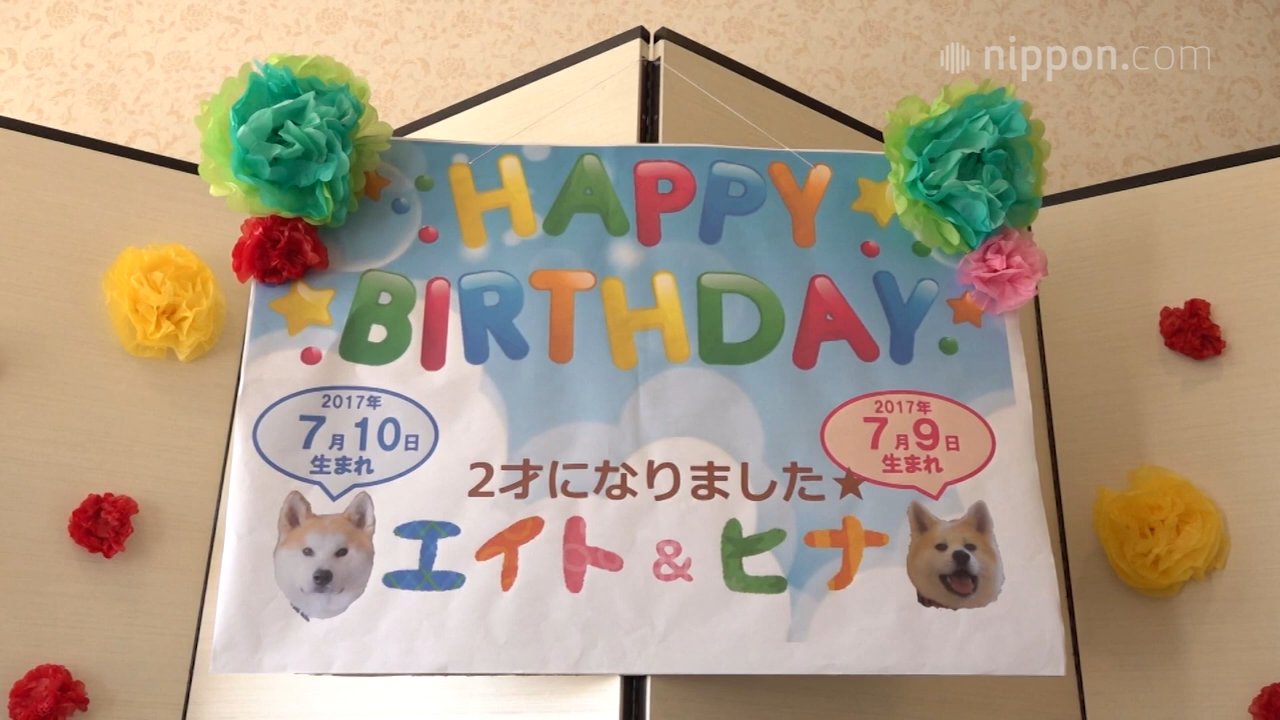 nippon.com
HAPPY
BIRTHDAY
2017年
7月10日
生まれ
2017年
7月9日
生まれ
2才になりました★
エイト&ヒナ